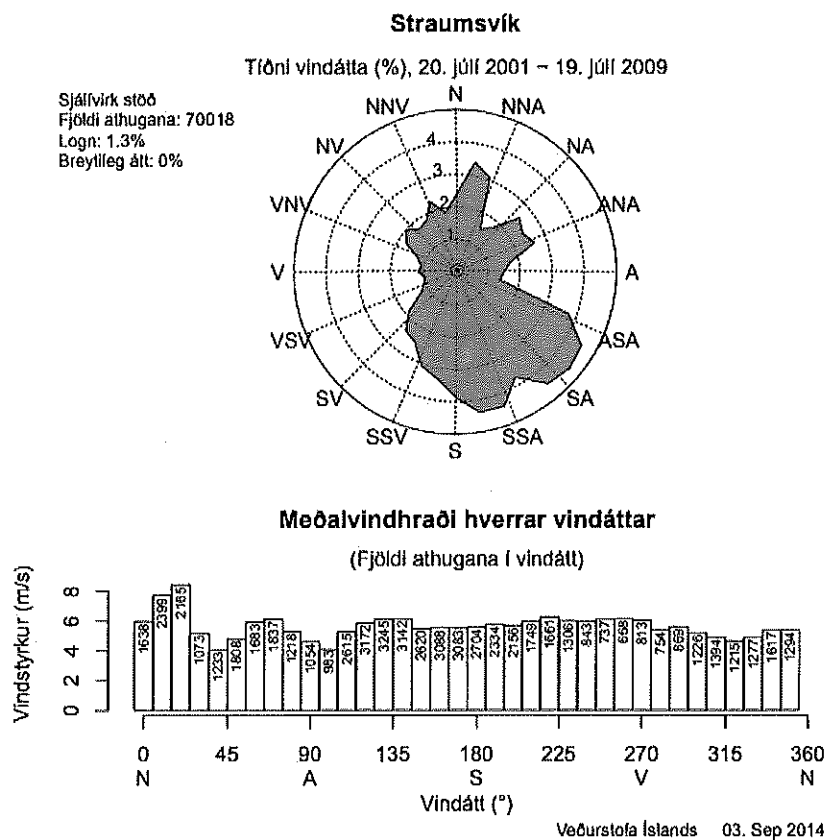 Straumsvík
Tíðni vindátta (%), 20. júlí 2001 – 19. júlí 2009
Sjálfvirk stöð
Fjöldi athugana: 70018
Logn: 1.3%
Breytileg átt: 0%
N
NNV
NNA
NV
NA
VNV
ANA
V
A
VSV
ASA
SV
SA
SSV
SSA
S
4
3
2
1
Meðalvindhraði hverrar vindáttar
(Fjöldi athugana í vindátt)
Vindstyrkur (m/s)
8
6
4
2
0
1638 2399 2165 1073 1233 1808 1683 1837 1218 1054 983 2615 3172 3245 3142 2620 3088 3083 2704 2334 2156 1749 1661 1306 843 737 668 813 754 869 1226 1394 1215 1277 1617 1294
0 45 90 135 180 225 270 315 360
N A S V N
Vindátt (°)
Veðurstofa Íslands 03. Sep 2014